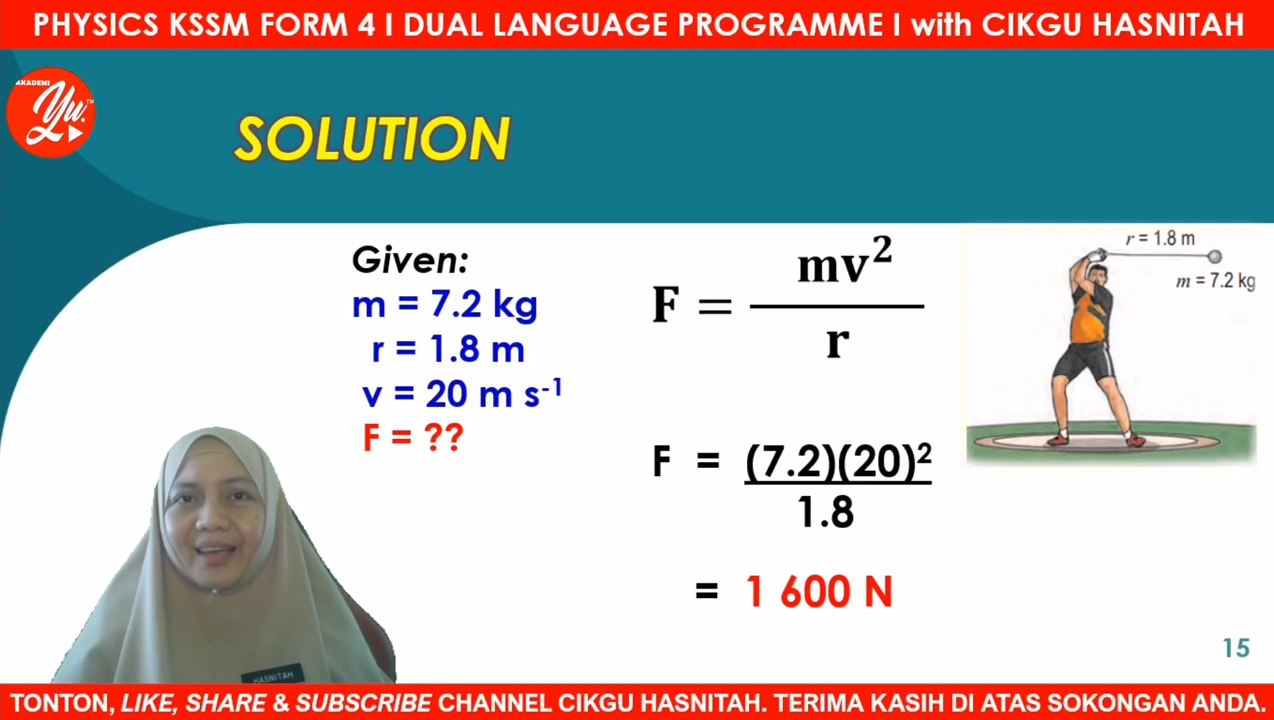 PHYSICS KSSM FORM 4 I DUAL LANGUAGE PROGRAMME I with CIKGU HASNITAH
AKADEMI
Yu.™
SOLUTION
Given:
m = 7.2 kg
r = 1.8 m
v = 20 m s⁻¹
F = ??
F = mv²
r
F = (7.2)(20)²
1.8
= 1 600 N
r = 1.8 m
m = 7.2 kg
HASNITAH
15
TONTON, LIKE, SHARE & SUBSCRIBE CHANNEL CIKGU HASNITAH. TERIMA KASIH DI ATAS SOKONGAN ANDA.